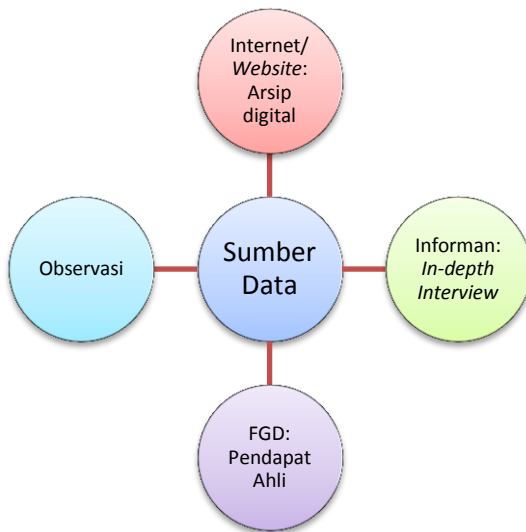 Internet/
Website:
Arsip
digital
Observasi
Sumber
Data
Informan:
In-depth
Interview
FGD:
Pendapat
Ahli